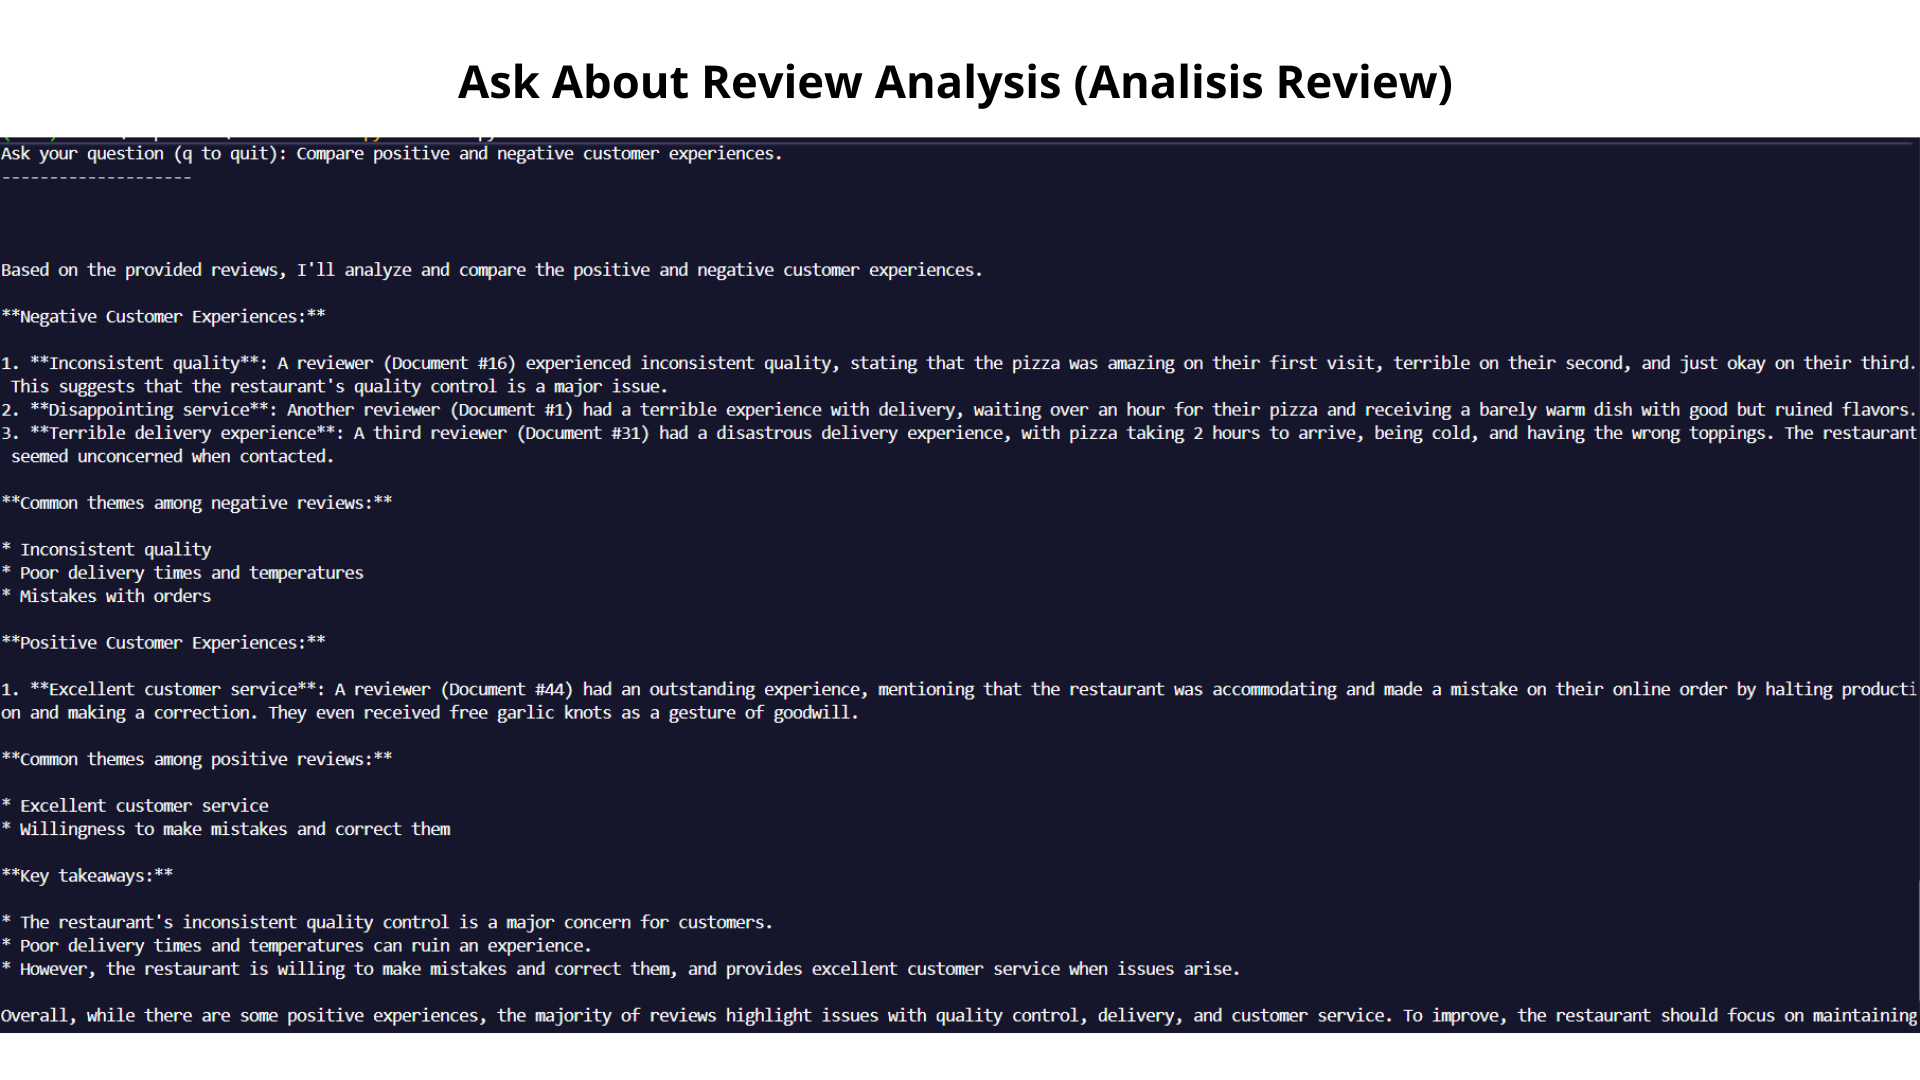 Ask About Review Analysis (Analisis Review)
Ask your question (q to quit): Compare positive and negative customer experiences.
--------------------
Based on the provided reviews, I'll analyze and compare the positive and negative customer experiences.
**Negative Customer Experiences:**
1. **Inconsistent quality**: A reviewer (Document #16) experienced inconsistent quality, stating that the pizza was amazing on their first visit, terrible on their second, and just okay on their third.
This suggests that the restaurant's quality control is a major issue.
2. **Disappointing service**: Another reviewer (Document #1) had a terrible experience with delivery, waiting over an hour for their pizza and receiving a barely warm dish with good but ruined flavors.
3. **Terrible delivery experience**: A third reviewer (Document #31) had a disastrous delivery experience, with pizza taking 2 hours to arrive, being cold, and having the wrong toppings. The restaurant
seemed unconcerned when contacted.
**Common themes among negative reviews:**
* Inconsistent quality
* Poor delivery times and temperatures
* Mistakes with orders
**Positive Customer Experiences:**
1. **Excellent customer service**: A reviewer (Document #44) had an outstanding experience, mentioning that the restaurant was accommodating and made a mistake on their online order by halting producti
on and making a correction. They even received free garlic knots as a gesture of goodwill.
**Common themes among positive reviews:**
* Excellent customer service
* Willingness to make mistakes and correct them
**Key takeaways:**
* The restaurant's inconsistent quality control is a major concern for customers.
* Poor delivery times and temperatures can ruin an experience.
* However, the restaurant is willing to make mistakes and correct them, and provides excellent customer service when issues arise.
Overall, while there are some positive experiences, the majority of reviews highlight issues with quality control, delivery, and customer service. To improve, the restaurant should focus on maintaining